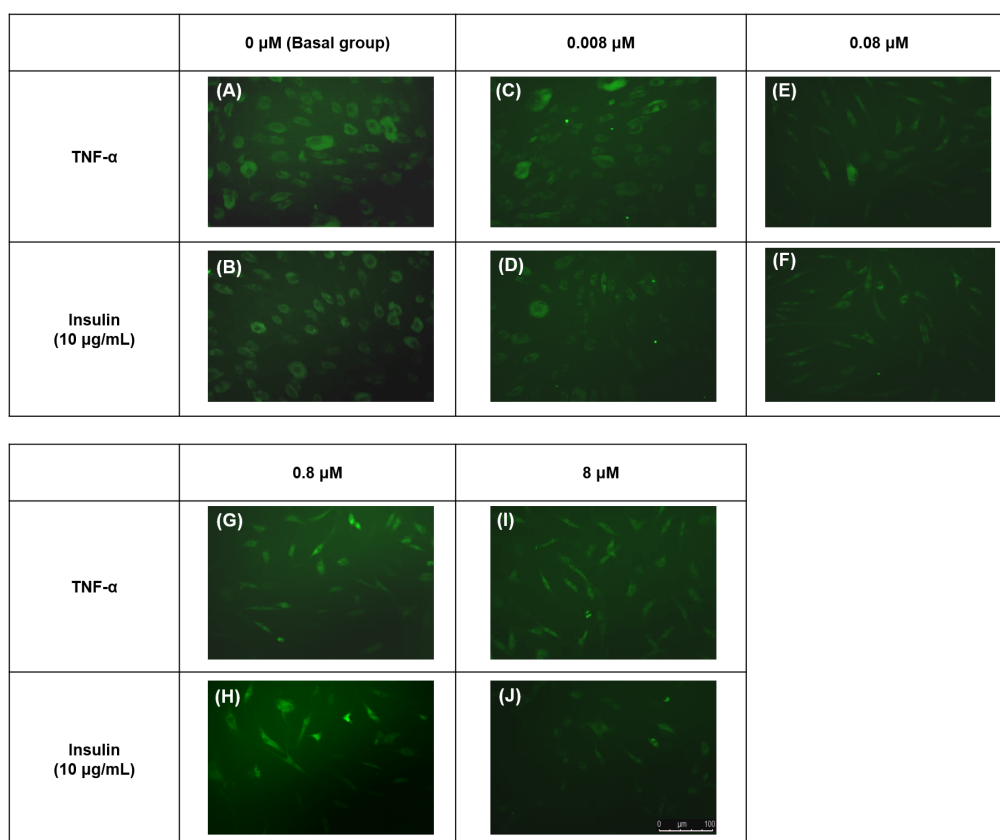 0 µM (Basal group) 0.008 µM 0.08 µM
TNF-α (A) (C) (E)
Insulin
(10 µg/mL) (B) (D) (F)
0.8 µM 8 µM
TNF-α (G) (I)
Insulin
(10 µg/mL) (H) (J)
0 µm 100